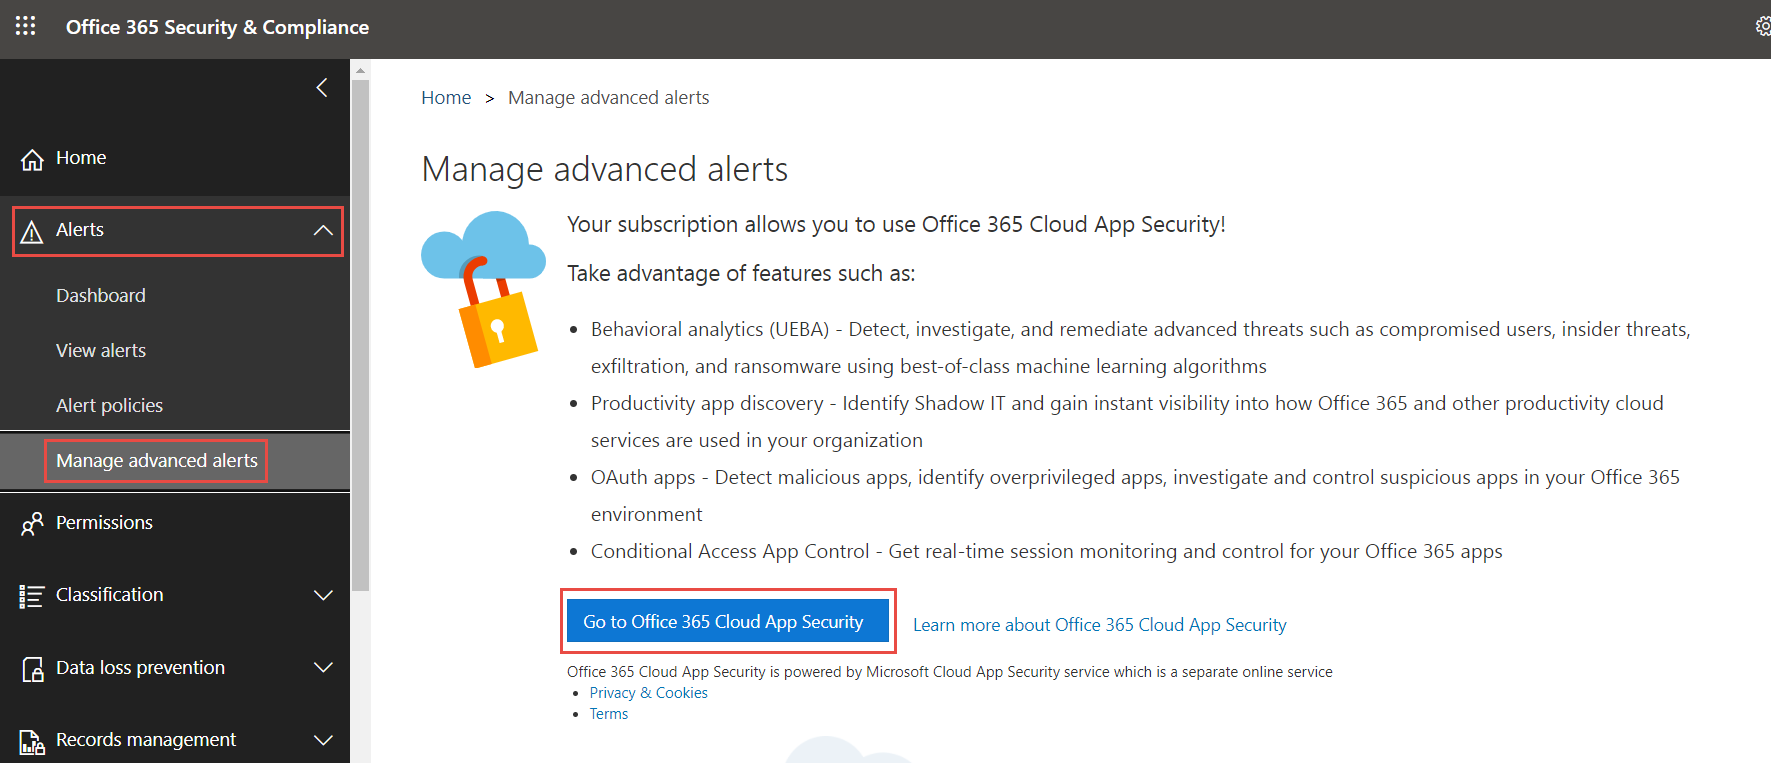 Office 365 Security & Compliance
Home
Alerts
Dashboard
View alerts
Alert policies
Manage advanced alerts
Permissions
Classification
Data loss prevention
Records management
Home > Manage advanced alerts
Manage advanced alerts
Your subscription allows you to use Office 365 Cloud App Security!
Take advantage of features such as:
• Behavioral analytics (UEBA) - Detect, investigate, and remediate advanced threats such as compromised users, insider threats,
exfiltration, and ransomware using best-of-class machine learning algorithms
• Productivity app discovery - Identify Shadow IT and gain instant visibility into how Office 365 and other productivity cloud
services are used in your organization
• OAuth apps - Detect malicious apps, identify overprivileged apps, investigate and control suspicious apps in your Office 365
environment
• Conditional Access App Control - Get real-time session monitoring and control for your Office 365 apps
Go to Office 365 Cloud App Security
Learn more about Office 365 Cloud App Security
Office 365 Cloud App Security is powered by Microsoft Cloud App Security service which is a separate online service
• Privacy & Cookies
• Terms